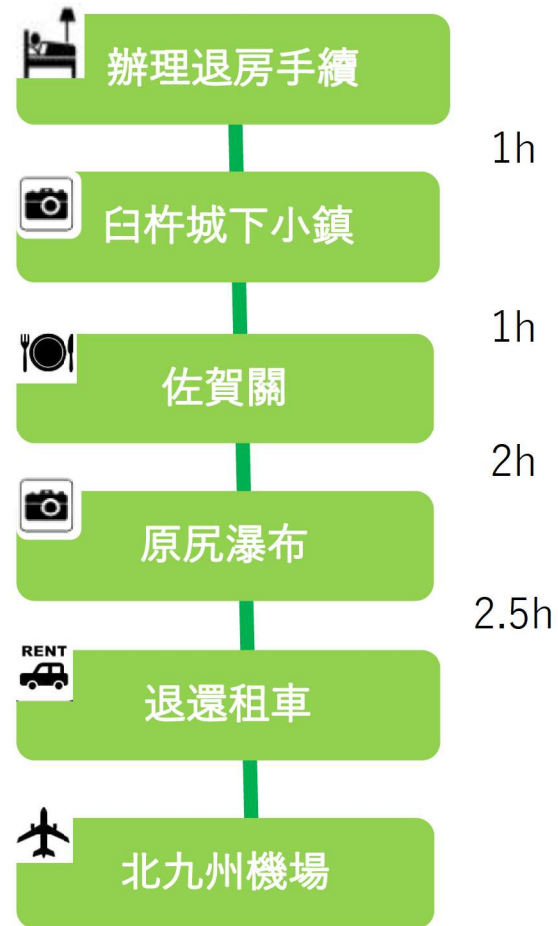 辦理退房手續
1h
臼杵城下小鎮
1h
佐賀關
2h
原尻瀑布
2.5h
RENT
退還租車
北九州機場